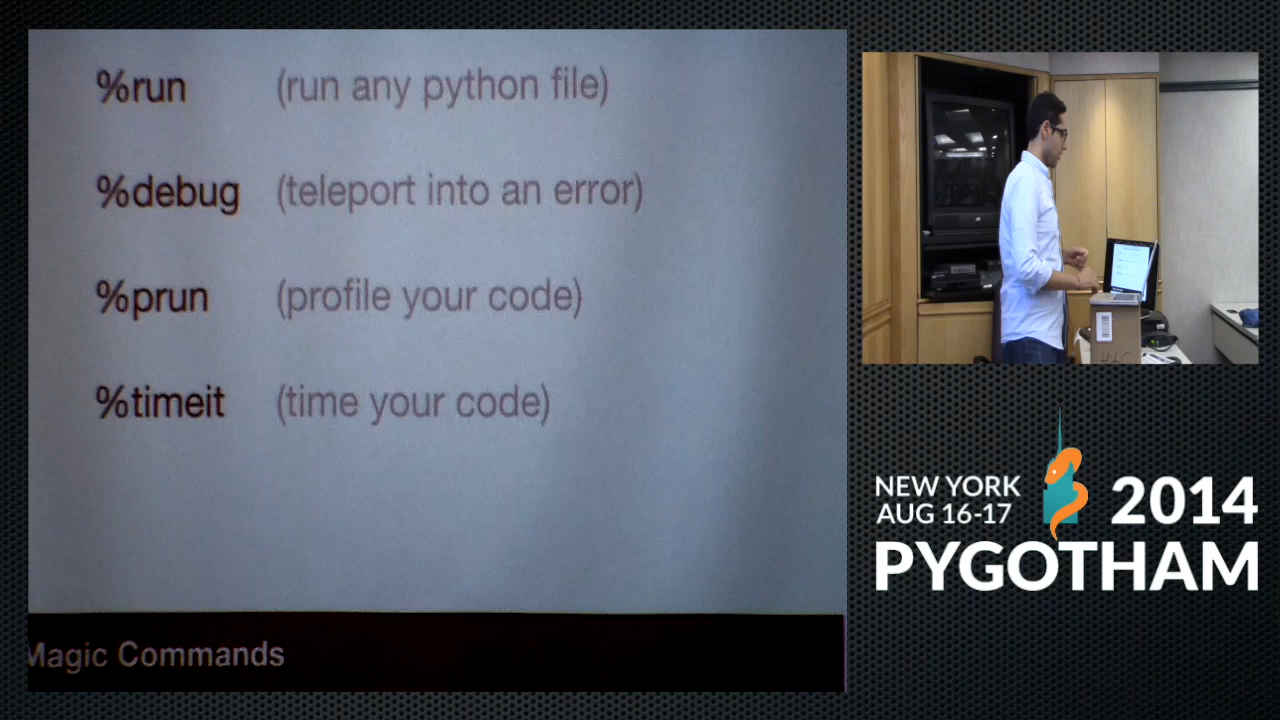 %run (run any python file)
%debug (teleport into an error)
%prun (profile your code)
%timeit (time your code)
Magic Commands
NEW YORK
AUG 16-17
2014
PYGOTHAM